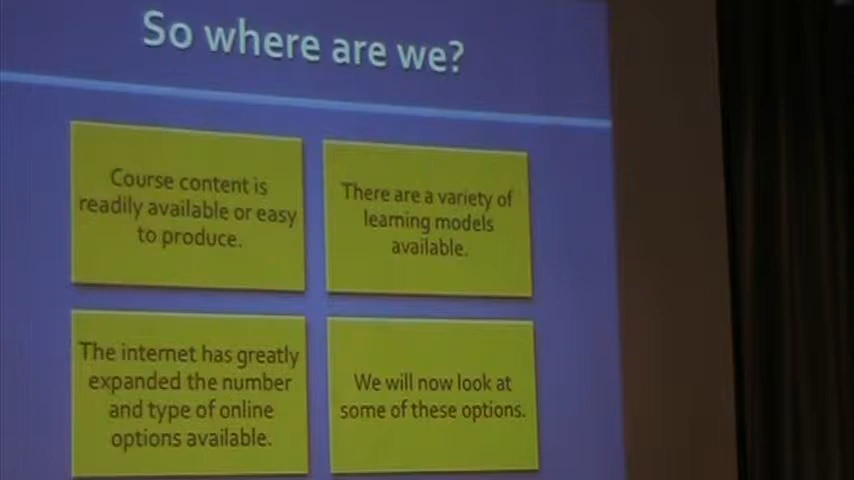 So where are we?
Course content is
readily available or easy
to produce.
There are a variety of
learning models
available.
The internet has greatly
expanded the number
and type of online
options available.
We will now look at
some of these options.